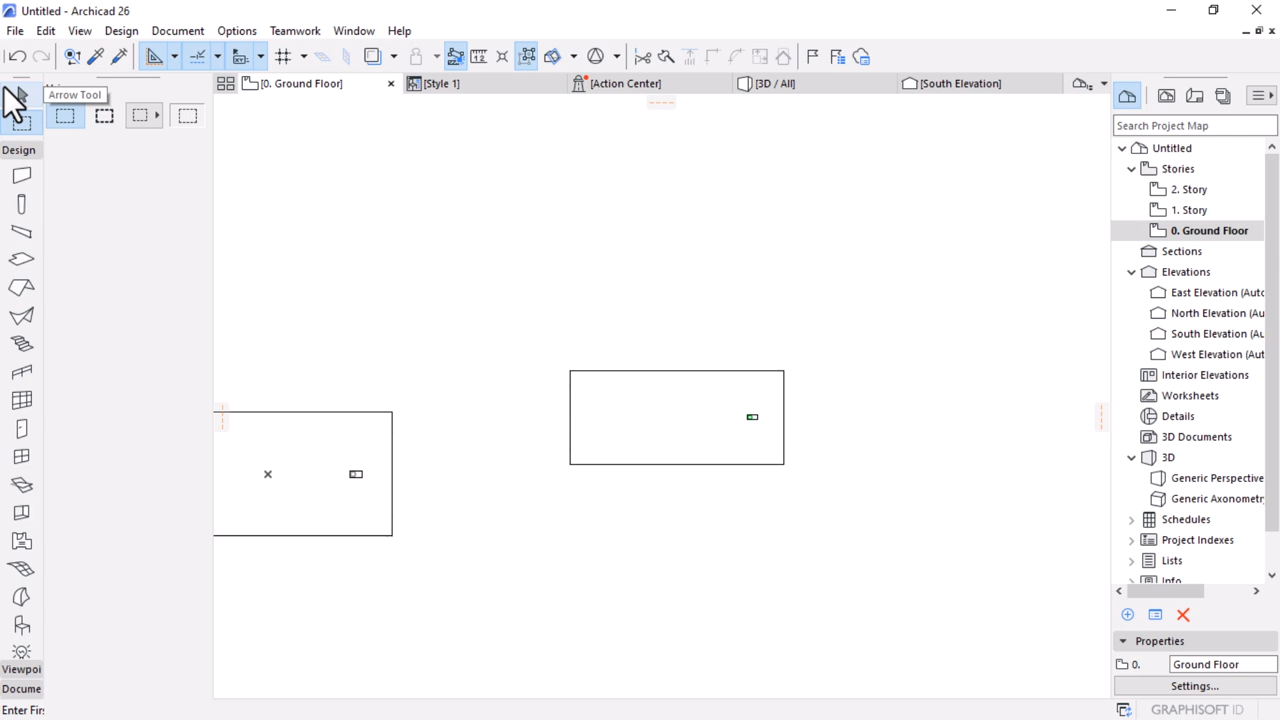 Untitled - Archicad 26
File Edit View Design Document Options Teamwork Window Help
[0. Ground Floor] [Style 1] [Action Center] [3D / All] [South Elevation]
Arrow Tool
Search Project Map
Untitled
Design
Stories
2. Story
1. Story
0. Ground Floor
Sections
Elevations
East Elevation (Auto
North Elevation (Au
South Elevation (Au
West Elevation (Aut
Interior Elevations
Worksheets
Details
3D Documents
3D
Generic Perspective
Generic Axonometr
Schedules
Project Indexes
Lists
Info
Properties
0. Ground Floor
Viewpoi
Settings...
Docume
Enter Fir
GRAPHISOFT ID